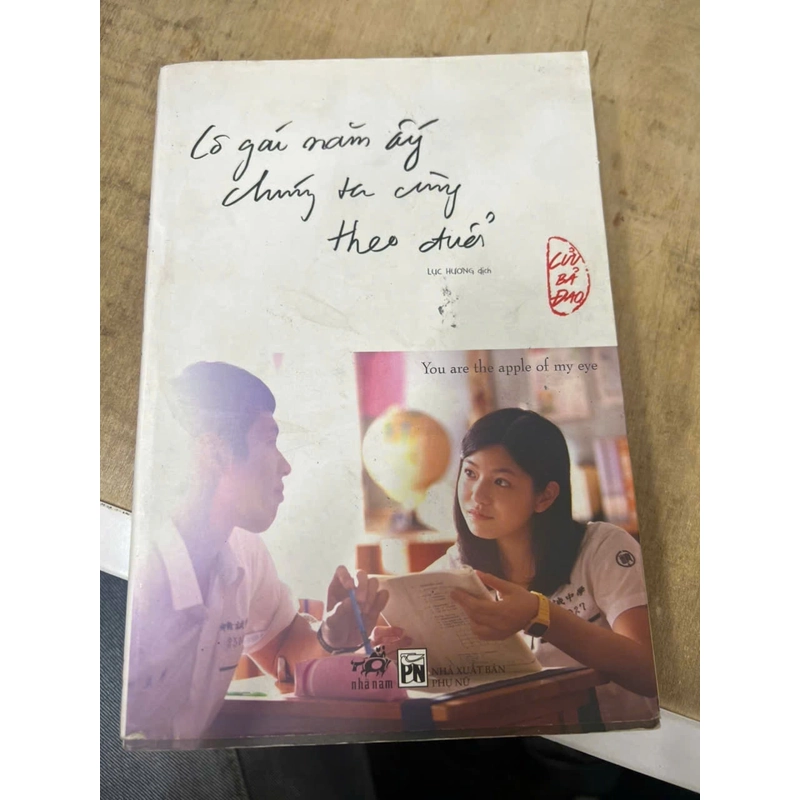 Cô gái năm ấy
chúng ta cùng
theo đuổi
LỤC HƯƠNG dịch
CỬU
BẢ
ĐAO
You are the apple of my eye
nhã nam
PN
NHÀ XUẤT BẢN
PHỤ NỮ